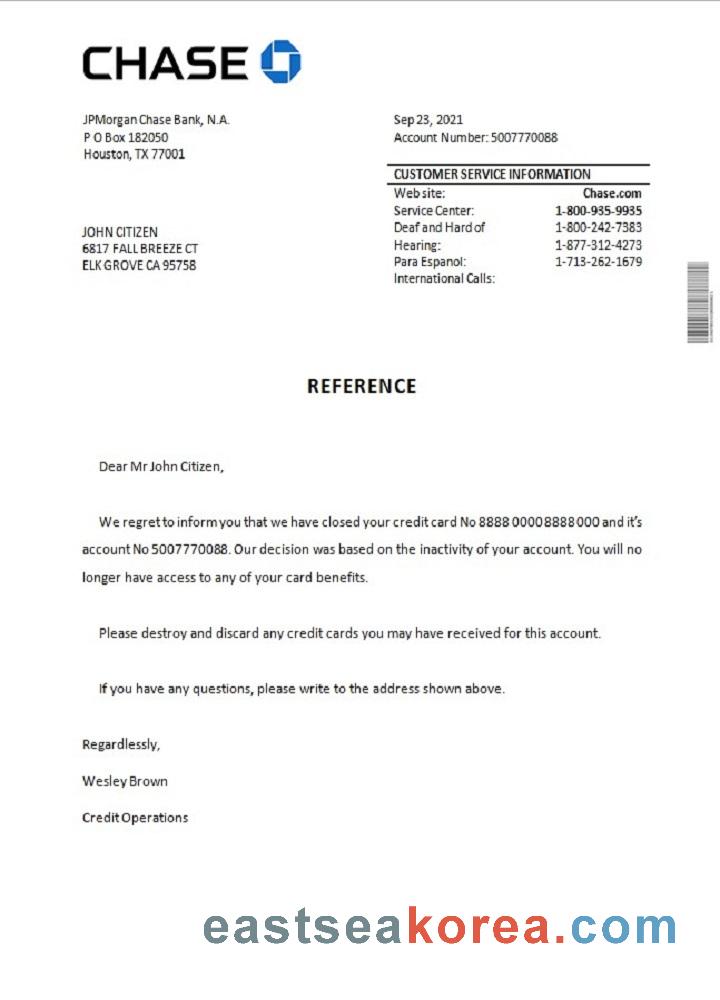 CHASE
JPMorgan Chase Bank, N.A.
P O Box 182050
Houston, TX 77001
Sep 23, 2021
Account Number: 5007770088
CUSTOMER SERVICE INFORMATION
Web site: Chase.com
Service Center: 1-800-935-9935
Deaf and Hard of 1-800-242-7383
Hearing: 1-877-312-4273
Para Espanol: 1-713-262-1679
International Calls:
JOHN CITIZEN
6817 FALL BREEZE CT
ELK GROVE CA 95758
REFERENCE
Dear Mr John Citizen,
We regret to inform you that we have closed your credit card No 8888 0000 8888 000 and it's
account No 5007770088. Our decision was based on the inactivity of your account. You will no
longer have access to any of your card benefits.
Please destroy and discard any credit cards you may have received for this account.
If you have any questions, please write to the address shown above.
Regardlessly,
Wesley Brown
Credit Operations
eastseakorea.com